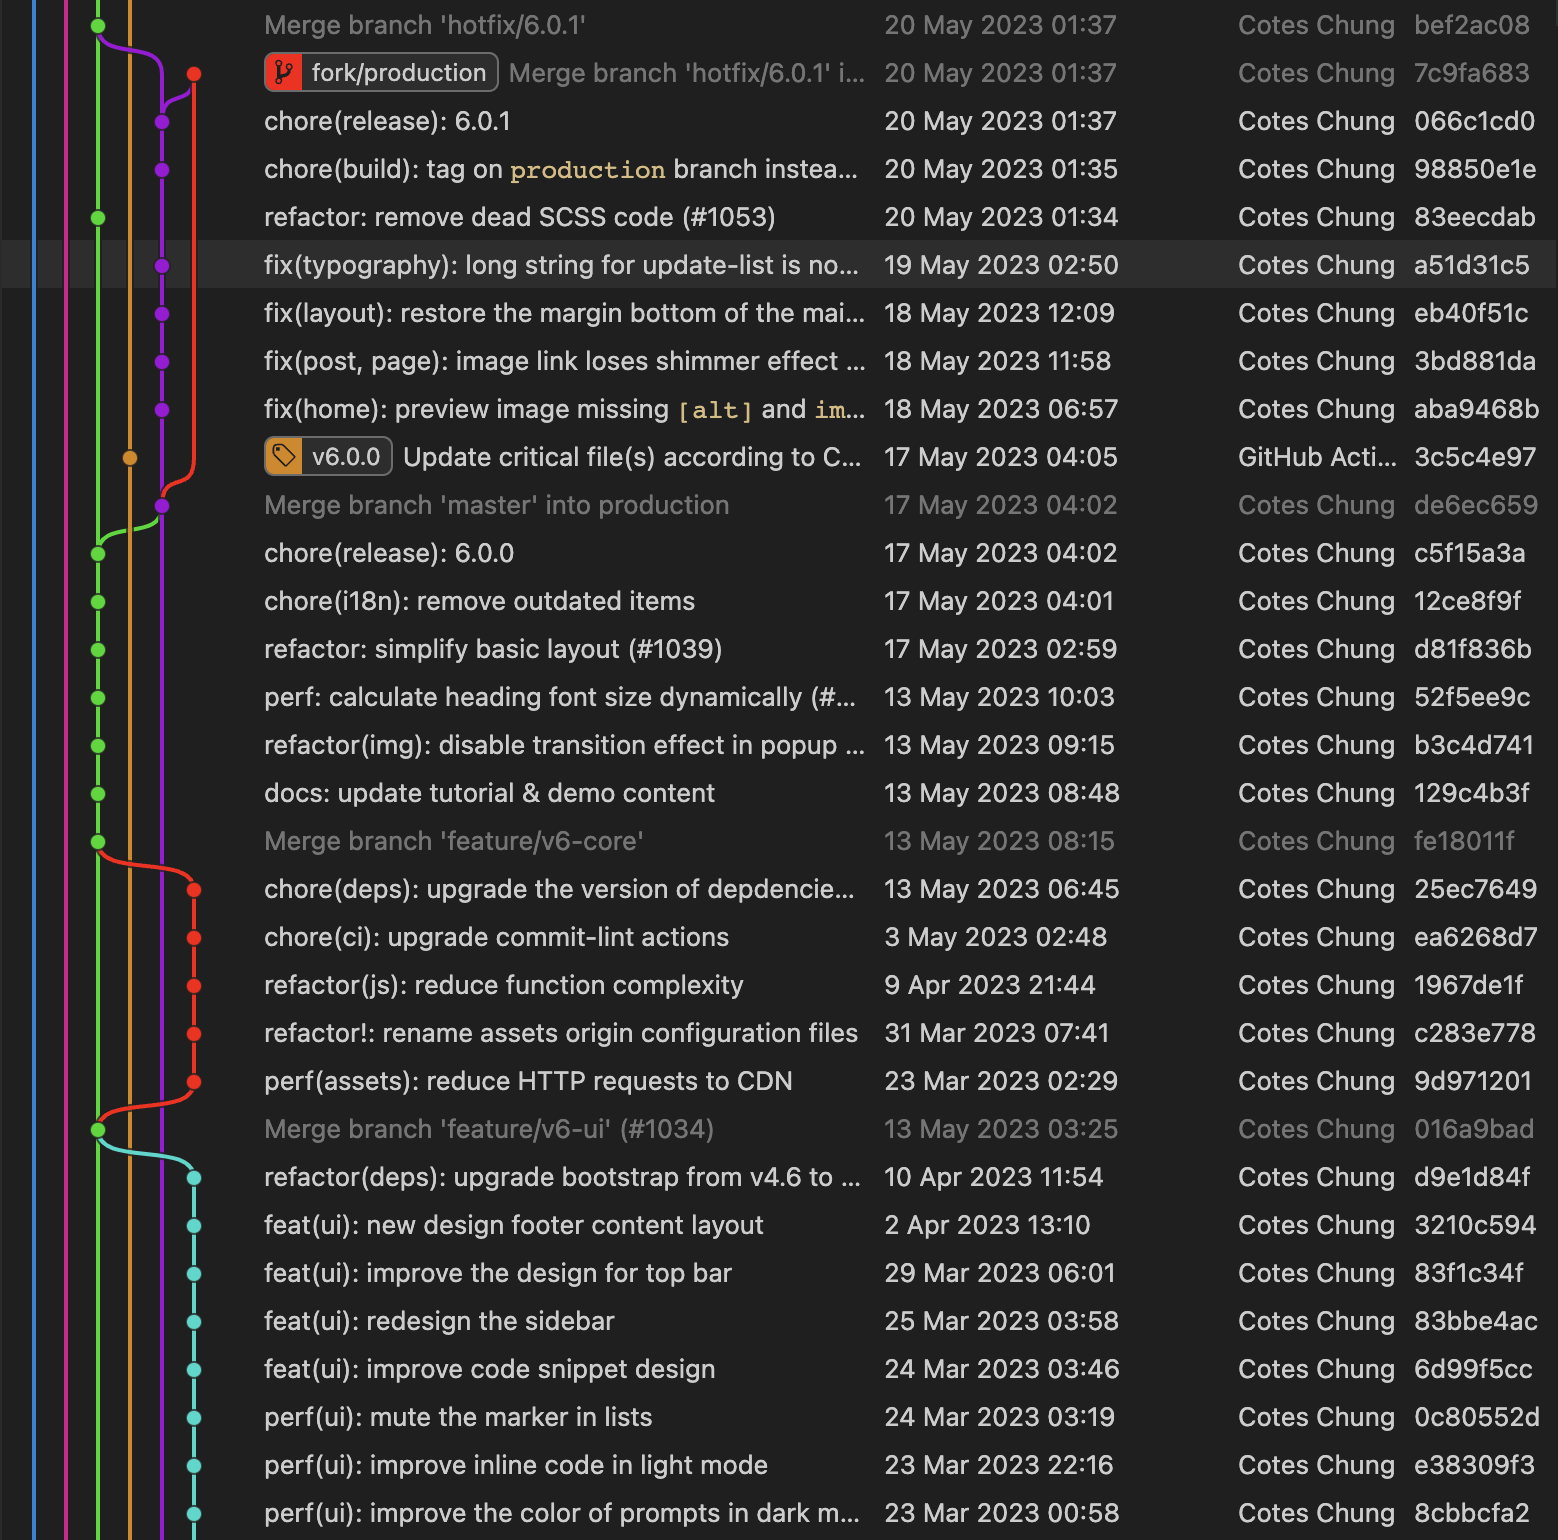 Merge branch 'hotfix/6.0.1' 20 May 2023 01:37 Cotes Chung bef2ac08
fork/production Merge branch 'hotfix/6.0.1' i... 20 May 2023 01:37 Cotes Chung 7c9fa683
chore(release): 6.0.1 20 May 2023 01:37 Cotes Chung 066c1cd0
chore(build): tag on production branch instea... 20 May 2023 01:35 Cotes Chung 98850e1e
refactor: remove dead SCSS code (#1053) 20 May 2023 01:34 Cotes Chung 83eecdab
fix(typography): long string for update-list is no... 19 May 2023 02:50 Cotes Chung a51d31c5
fix(layout): restore the margin bottom of the mai... 18 May 2023 12:09 Cotes Chung eb40f51c
fix(post, page): image link loses shimmer effect ... 18 May 2023 11:58 Cotes Chung 3bd881da
fix(home): preview image missing [alt] and im... 18 May 2023 06:57 Cotes Chung aba9468b
v6.0.0 Update critical file(s) according to C... 17 May 2023 04:05 GitHub Acti... 3c5c4e97
Merge branch 'master' into production 17 May 2023 04:02 Cotes Chung de6ec659
chore(release): 6.0.0 17 May 2023 04:02 Cotes Chung c5f15a3a
chore(i18n): remove outdated items 17 May 2023 04:01 Cotes Chung 12ce8f9f
refactor: simplify basic layout (#1039) 17 May 2023 02:59 Cotes Chung d81f836b
perf: calculate heading font size dynamically (#... 13 May 2023 10:03 Cotes Chung 52f5ee9c
refactor(img): disable transition effect in popup ... 13 May 2023 09:15 Cotes Chung b3c4d741
docs: update tutorial & demo content 13 May 2023 08:48 Cotes Chung 129c4b3f
Merge branch 'feature/v6-core' 13 May 2023 08:15 Cotes Chung fe18011f
chore(deps): upgrade the version of depdencie... 13 May 2023 06:45 Cotes Chung 25ec7649
chore(ci): upgrade commit-lint actions 3 May 2023 02:48 Cotes Chung ea6268d7
refactor(js): reduce function complexity 9 Apr 2023 21:44 Cotes Chung 1967de1f
refactor!: rename assets origin configuration files 31 Mar 2023 07:41 Cotes Chung c283e778
perf(assets): reduce HTTP requests to CDN 23 Mar 2023 02:29 Cotes Chung 9d971201
Merge branch 'feature/v6-ui' (#1034) 13 May 2023 03:25 Cotes Chung 016a9bad
refactor(deps): upgrade bootstrap from v4.6 to ... 10 Apr 2023 11:54 Cotes Chung d9e1d84f
feat(ui): new design footer content layout 2 Apr 2023 13:10 Cotes Chung 3210c594
feat(ui): improve the design for top bar 29 Mar 2023 06:01 Cotes Chung 83f1c34f
feat(ui): redesign the sidebar 25 Mar 2023 03:58 Cotes Chung 83bbe4ac
feat(ui): improve code snippet design 24 Mar 2023 03:46 Cotes Chung 6d99f5cc
perf(ui): mute the marker in lists 24 Mar 2023 03:19 Cotes Chung 0c80552d
perf(ui): improve inline code in light mode 23 Mar 2023 22:16 Cotes Chung e38309f3
perf(ui): improve the color of prompts in dark m... 23 Mar 2023 00:58 Cotes Chung 8cbbcfa2